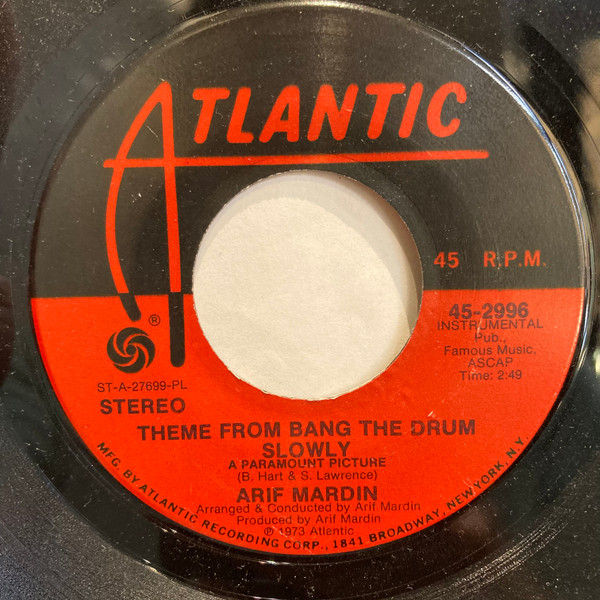 ATLANTIC
45 R.P.M.
45-2996
INSTRUMENTAL
Pub.,
Famous Music,
ASCAP
Time: 2:49
®
ST-A-27699-PL
STEREO
THEME FROM BANG THE DRUM
SLOWLY
A PARAMOUNT PICTURE
(B. Hart & S. Lawrence)
ARIF MARDIN
Arranged & Conducted by Arif Mardin
Produced by Arif Mardin
℗ 1973 Atlantic
MFG. BY ATLANTIC RECORDING CORP., 1841 BROADWAY, NEW YORK, N.Y.